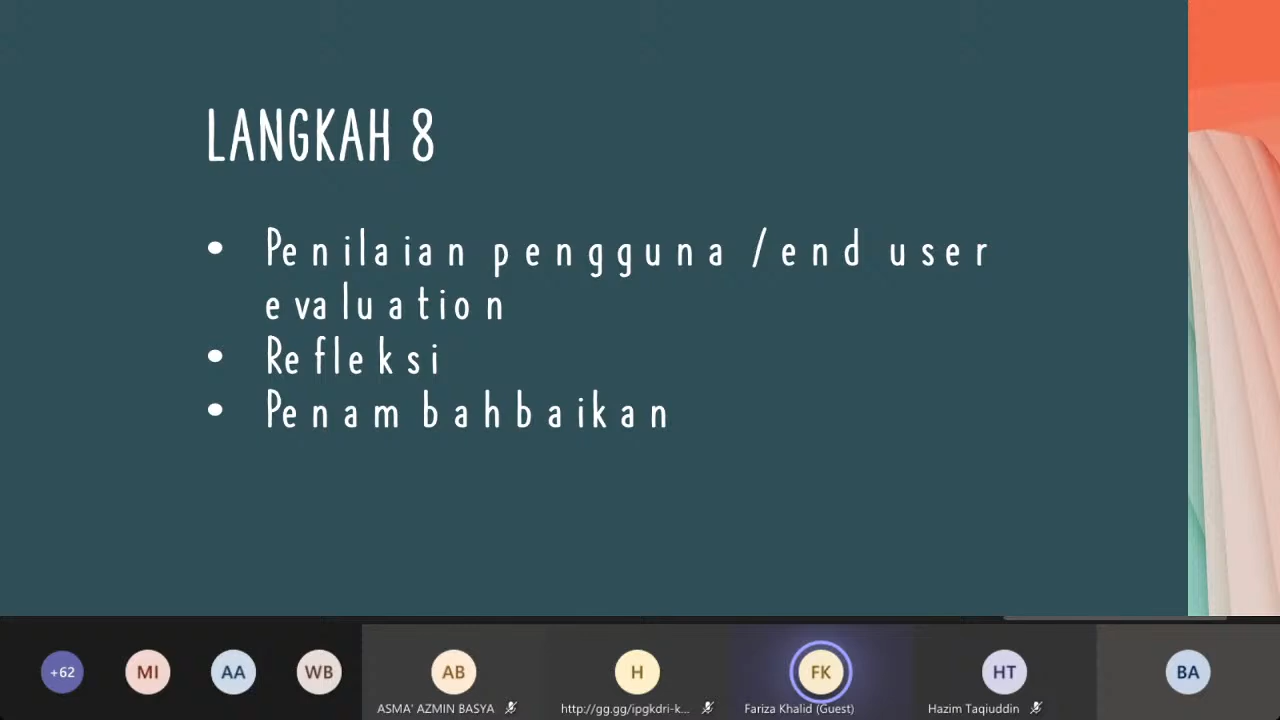 LANGKAH 8
• Penilaian pengguna /end user
evaluation
• Refleksi
• Penambahbaikan
+62
MI
AA
WB
AB
H
FK
HT
BA
ASMA' AZMIN BASYA
http://gg.gg/ipgkdri-k...
Fariza Khalid (Guest)
Hazim Taqiuddin